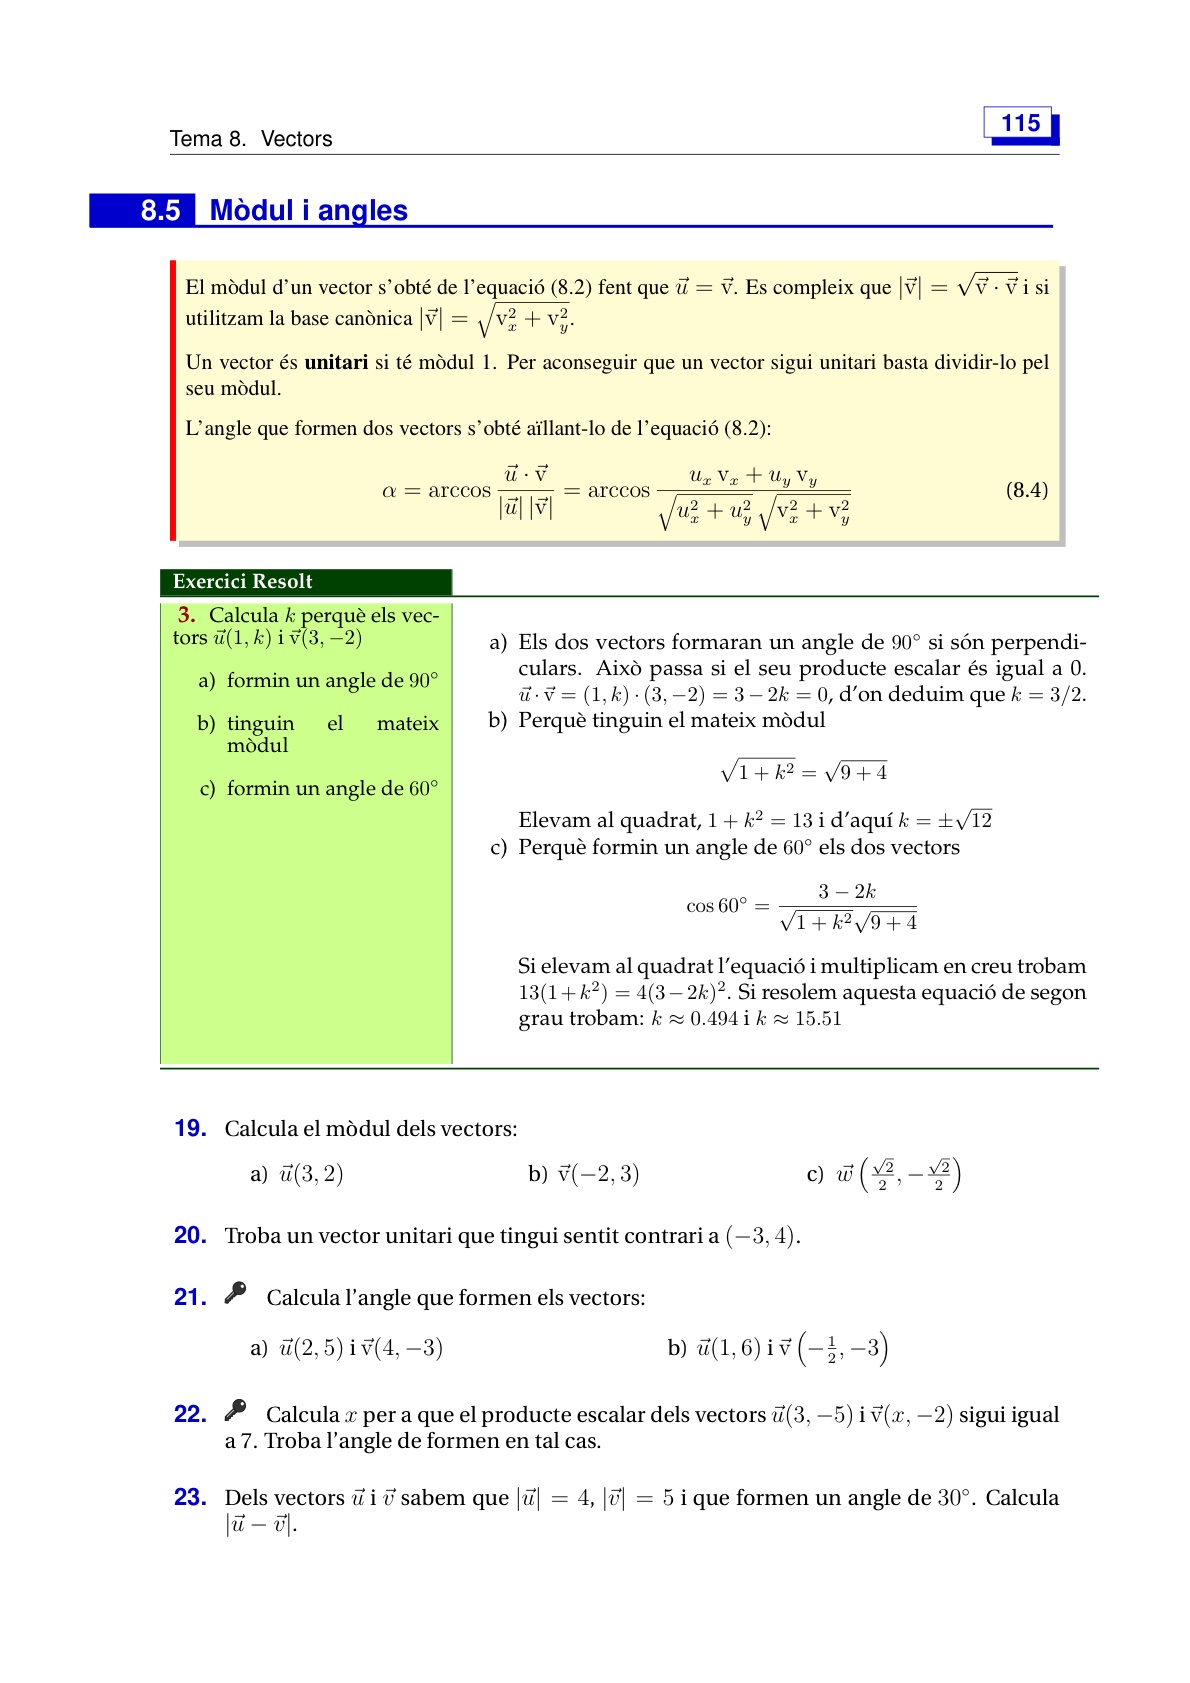 Tema 8. Vectors
115
8.5 Mòdul i angles
El mòdul d'un vector s'obté de l'equació (8.2) fent que $\vec{u} = \vec{v}$. Es compleix que $|\vec{v}| = \sqrt{\vec{v} \cdot \vec{v}}$ i si
utilitzam la base canònica $|\vec{v}| = \sqrt{v_x^2 + v_y^2}$.
Un vector és unitari si té mòdul 1. Per aconseguir que un vector sigui unitari basta dividir-lo pel
seu mòdul.
L'angle que formen dos vectors s'obté aïllant-lo de l'equació (8.2):
$\alpha = \arccos \frac{\vec{u} \cdot \vec{v}}{|\vec{u}| |\vec{v}|} = \arccos \frac{u_x v_x + u_y v_y}{\sqrt{u_x^2 + u_y^2} \sqrt{v_x^2 + v_y^2}}$ (8.4)
Exercici Resolt
3. Calcula $k$ perquè els vec-
tors $\vec{u}(1, k)$ i $\vec{v}(3, -2)$
a) formin un angle de 90°
b) tinguin el mateix
mòdul
c) formin un angle de 60°
a) Els dos vectors formaran un angle de 90° si són perpendi-
culars. Això passa si el seu producte escalar és igual a 0.
$\vec{u} \cdot \vec{v} = (1, k) \cdot (3, -2) = 3 - 2k = 0$, d'on deduim que $k = 3/2$.
b) Perquè tinguin el mateix mòdul
$\sqrt{1 + k^2} = \sqrt{9 + 4}$
Elevam al quadrat, $1 + k^2 = 13$ i d'aquí $k = \pm\sqrt{12}$
c) Perquè formin un angle de 60° els dos vectors
$\cos 60° = \frac{3 - 2k}{\sqrt{1 + k^2}\sqrt{9 + 4}}$
Si elevam al quadrat l'equació i multiplicam en creu trobam
$13(1 + k^2) = 4(3 - 2k)^2$. Si resolem aquesta equació de segon
grau trobam: $k \approx 0.494$ i $k \approx 15.51$
19. Calcula el mòdul dels vectors:
a) $\vec{u}(3, 2)$ b) $\vec{v}(-2, 3)$ c) $\vec{w}\left(\frac{\sqrt{2}}{2}, -\frac{\sqrt{2}}{2}\right)$
20. Troba un vector unitari que tingui sentit contrari a $(-3, 4)$.
21. Calcula l'angle que formen els vectors:
a) $\vec{u}(2, 5)$ i $\vec{v}(4, -3)$ b) $\vec{u}(1, 6)$ i $\vec{v}\left(-\frac{1}{2}, -3\right)$
22. Calcula $x$ per a que el producte escalar dels vectors $\vec{u}(3, -5)$ i $\vec{v}(x, -2)$ sigui igual
a 7. Troba l'angle de formen en tal cas.
23. Dels vectors $\vec{u}$ i $\vec{v}$ sabem que $|\vec{u}| = 4$, $|\vec{v}| = 5$ i que formen un angle de 30°. Calcula
$|\vec{u} - \vec{v}|$.